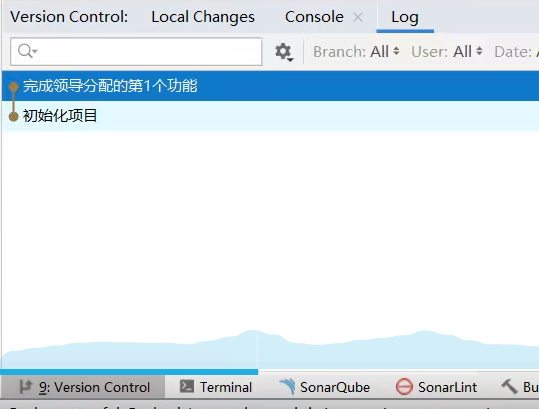 Version Control: Local Changes Console Log
Branch: All User: All Date:
完成领导分配的第1个功能
初始化项目
9: Version Control Terminal SonarQube SonarLint